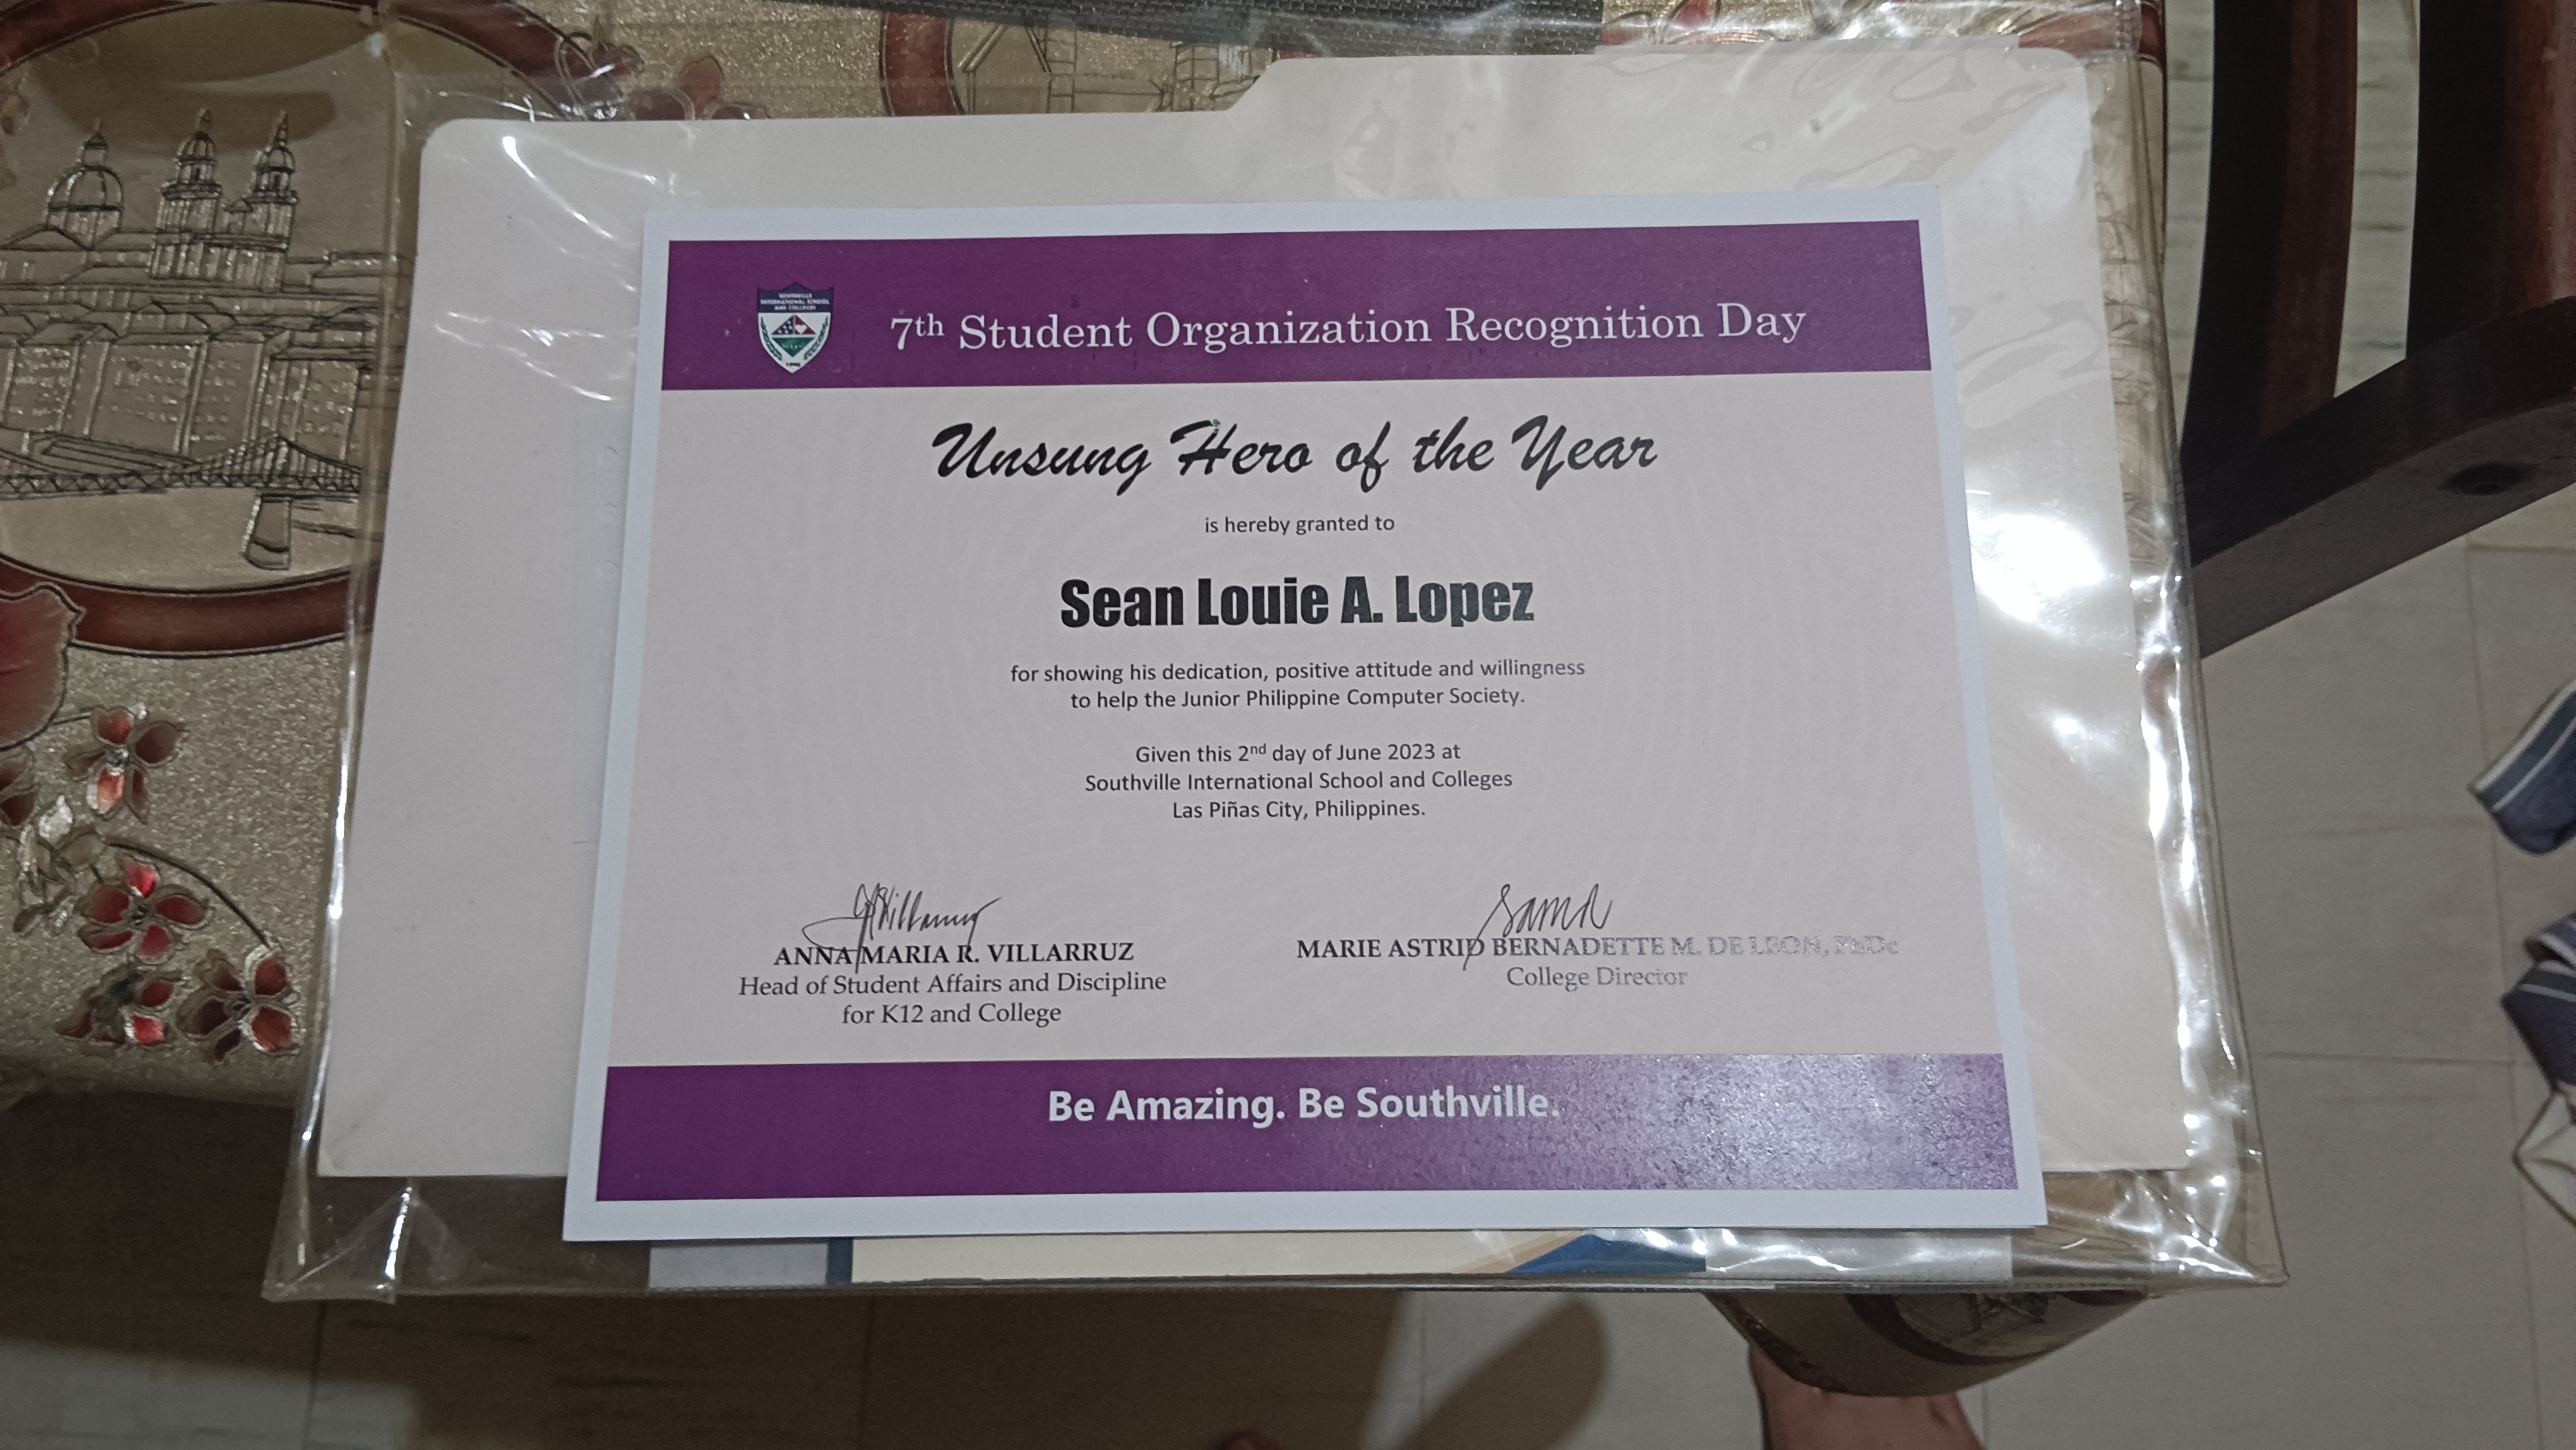 SOUTHVILLE
INTERNATIONAL SCHOOL
AND COLLEGES
7th Student Organization Recognition Day
Unsung Hero of the Year
is hereby granted to
Sean Louie A. Lopez
for showing his dedication, positive attitude and willingness
to help the Junior Philippine Computer Society.
Given this 2nd day of June 2023 at
Southville International School and Colleges
Las Piñas City, Philippines.
ANNA MARIA R. VILLARRUZ
Head of Student Affairs and Discipline
for K12 and College
MARIE ASTRID BERNADETTE M. DE LEON, PhDc
College Director
Be Amazing. Be Southville.